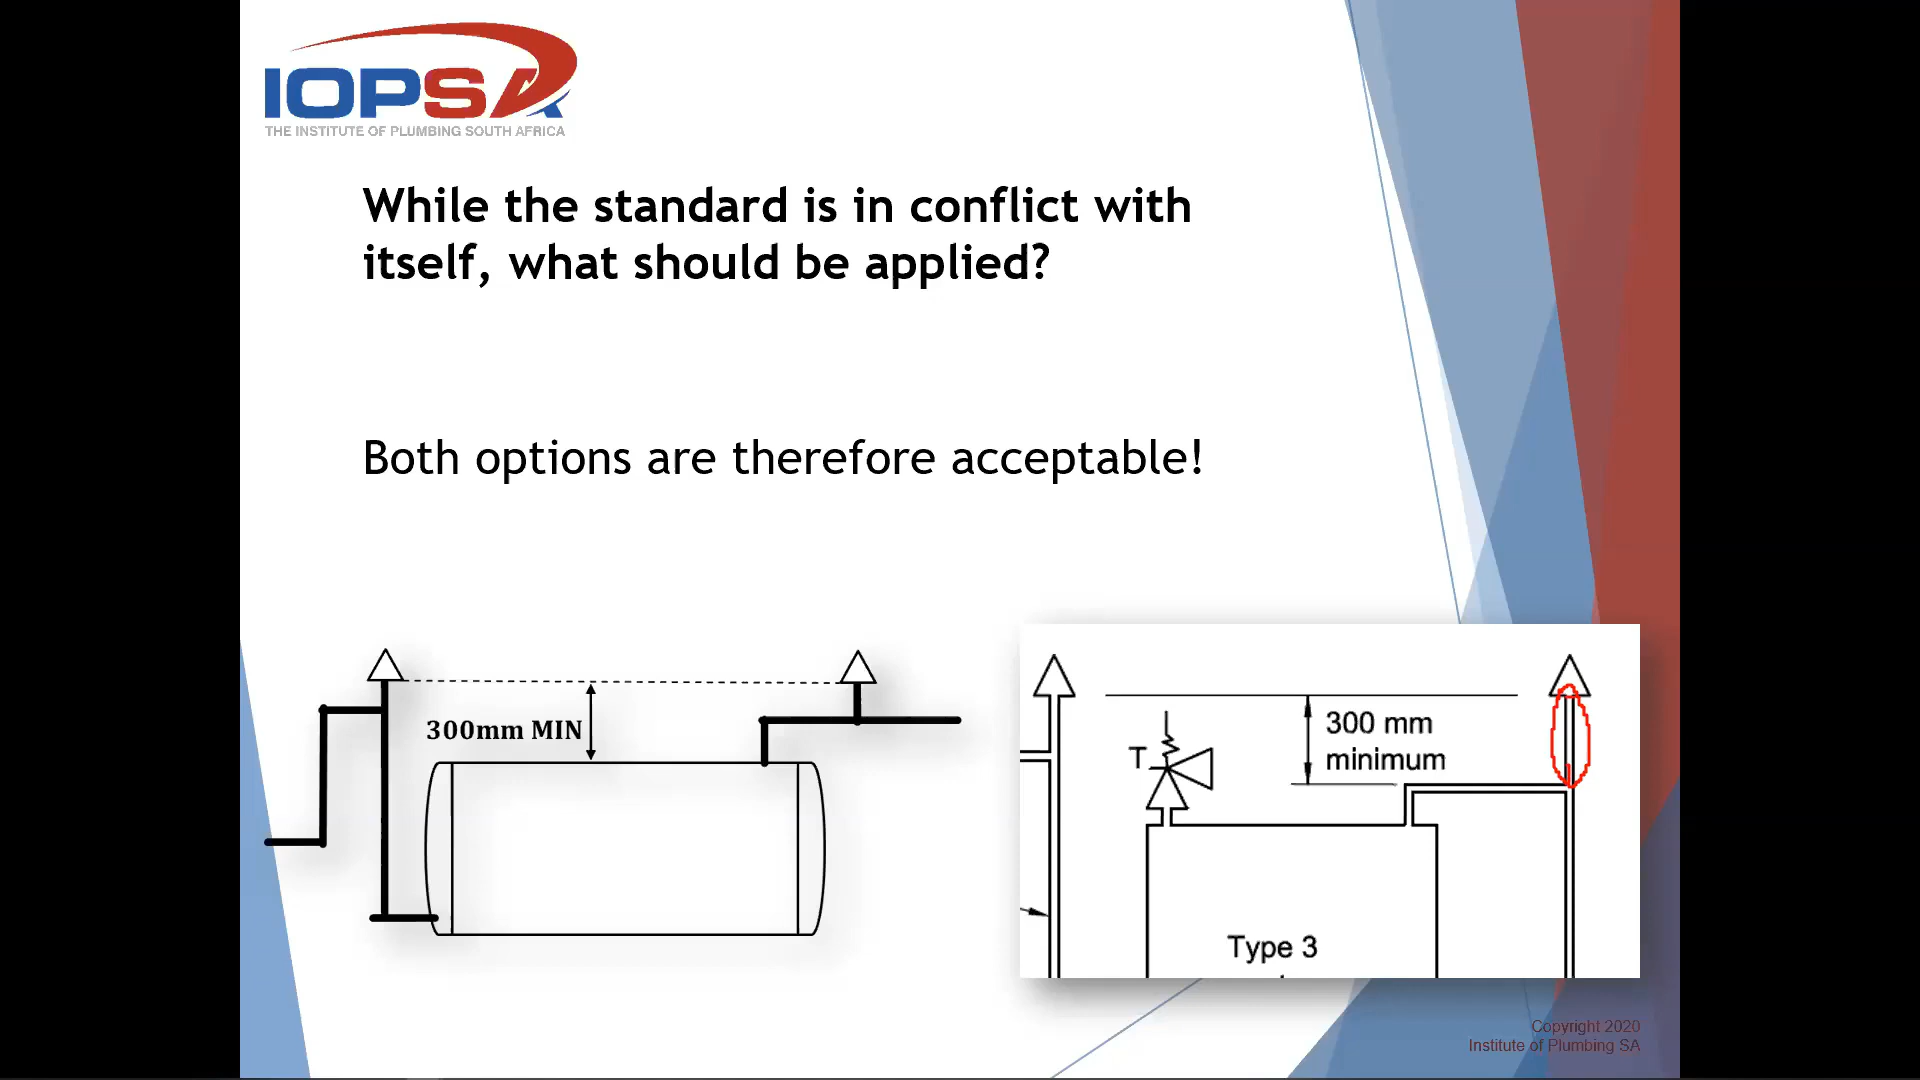 IOPSA
THE INSTITUTE OF PLUMBING SOUTH AFRICA
While the standard is in conflict with
itself, what should be applied?
Both options are therefore acceptable!
300mm MIN
300 mm
minimum
T
Type 3
Copyright 2020
Institute of Plumbing SA